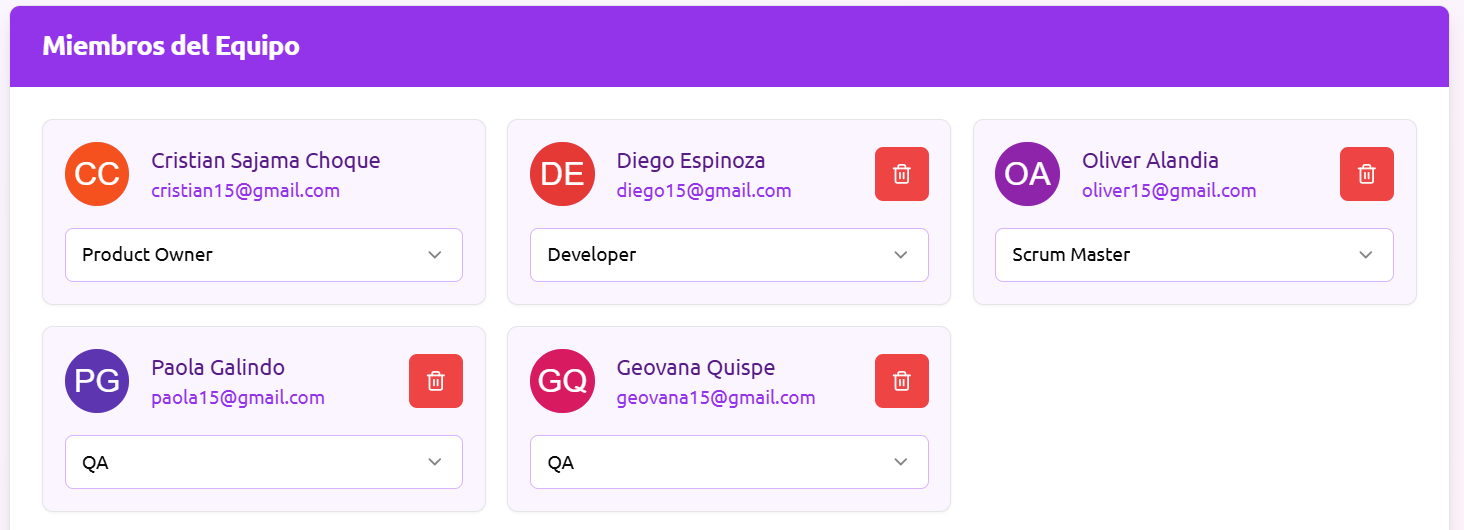 Miembros del Equipo
CC
Cristian Sajama Choque
cristian15@gmail.com
Product Owner
DE
Diego Espinoza
diego15@gmail.com
Developer
OA
Oliver Alandia
oliver15@gmail.com
Scrum Master
PG
Paola Galindo
paola15@gmail.com
QA
GQ
Geovana Quispe
geovana15@gmail.com
QA